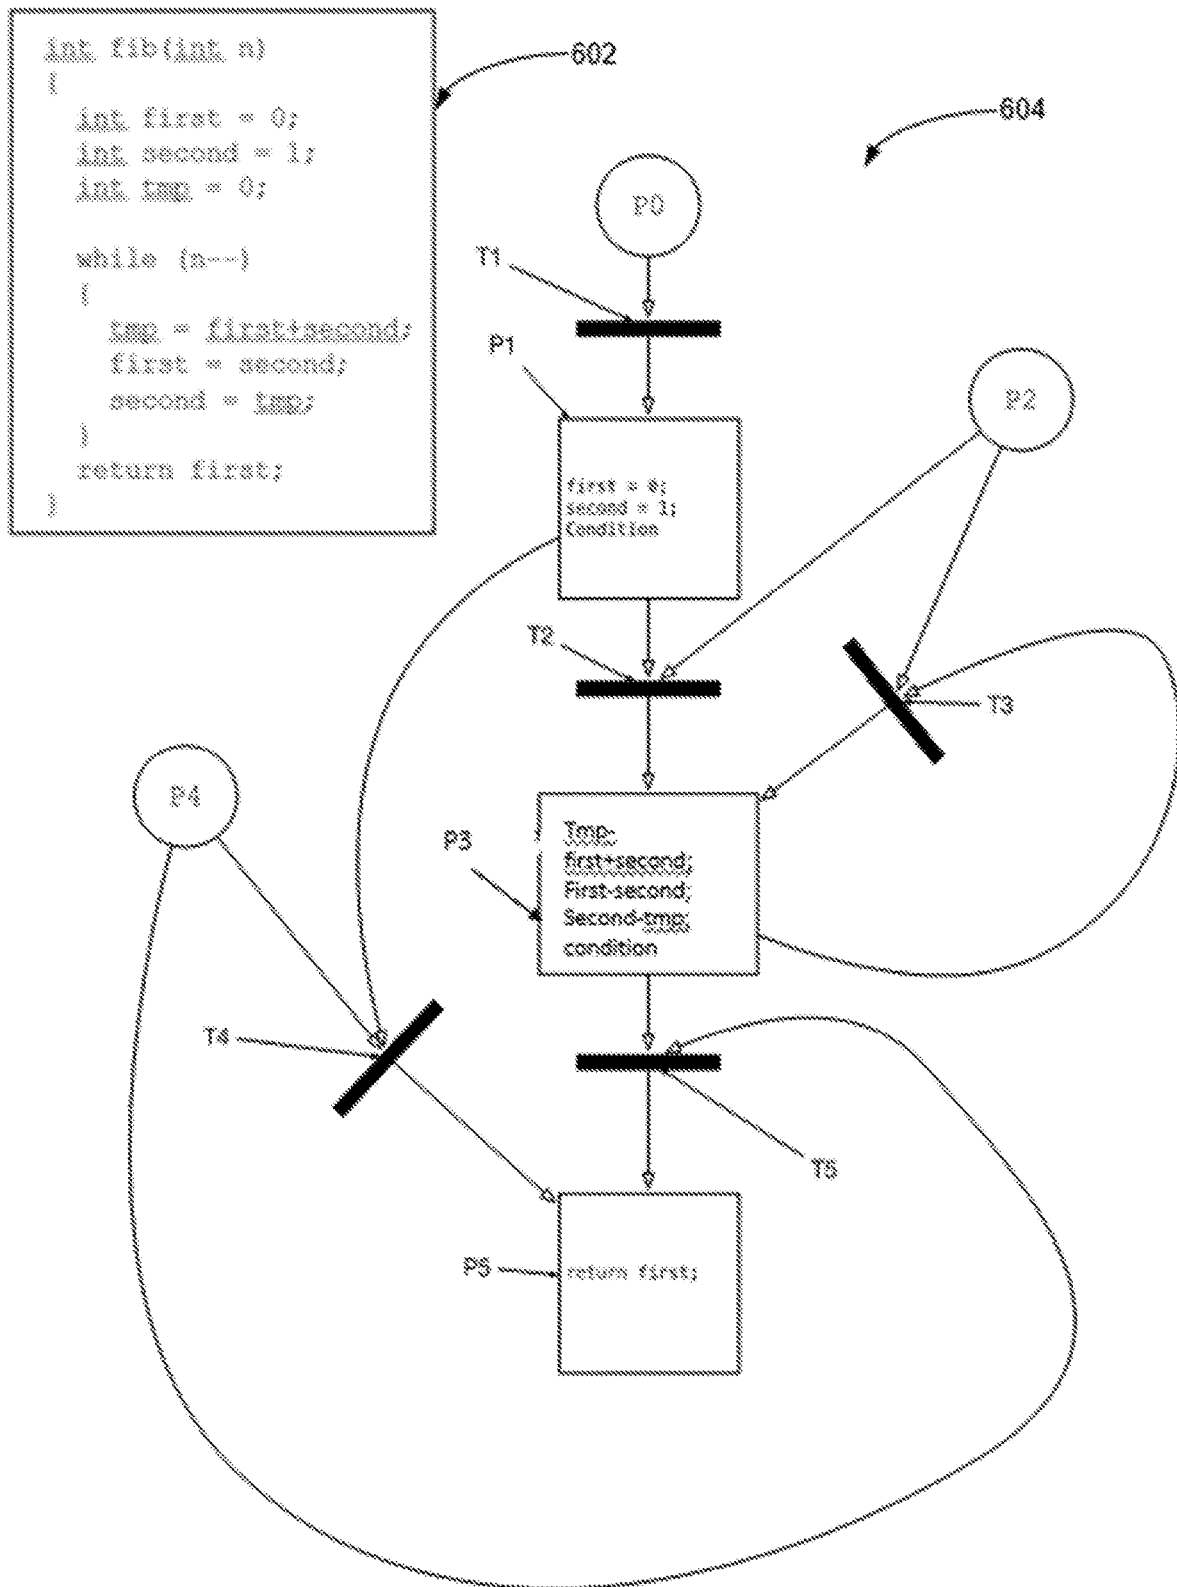 int fib(int n)
{
int first = 0;
int second = 1;
int tmp = 0;
while (n--)
{
tmp = first+second;
first = second;
second = tmp;
}
return first;
}
602
604
P0
T1
P1
P2
first = 0;
second = 1;
Condition
T2
T3
P4
P3
Tmp-
first+second;
First-second;
Second-tmp;
condition
T4
T5
P5
return first;